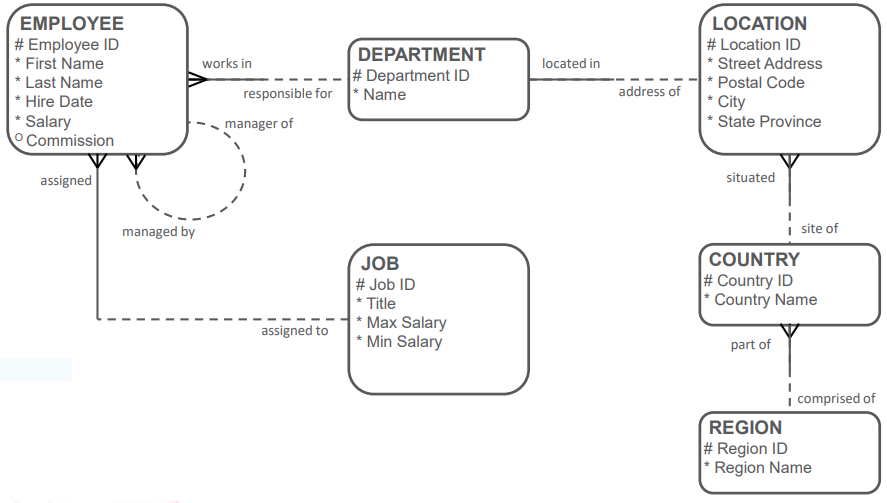 EMPLOYEE
# Employee ID
* First Name
* Last Name
* Hire Date
* Salary
O Commission
works in
responsible for
manager of
managed by
assigned
assigned to
DEPARTMENT
# Department ID
* Name
located in
address of
LOCATION
# Location ID
* Street Address
* Postal Code
* City
* State Province
situated
site of
JOB
# Job ID
* Title
* Max Salary
* Min Salary
COUNTRY
# Country ID
* Country Name
part of
comprised of
REGION
# Region ID
* Region Name